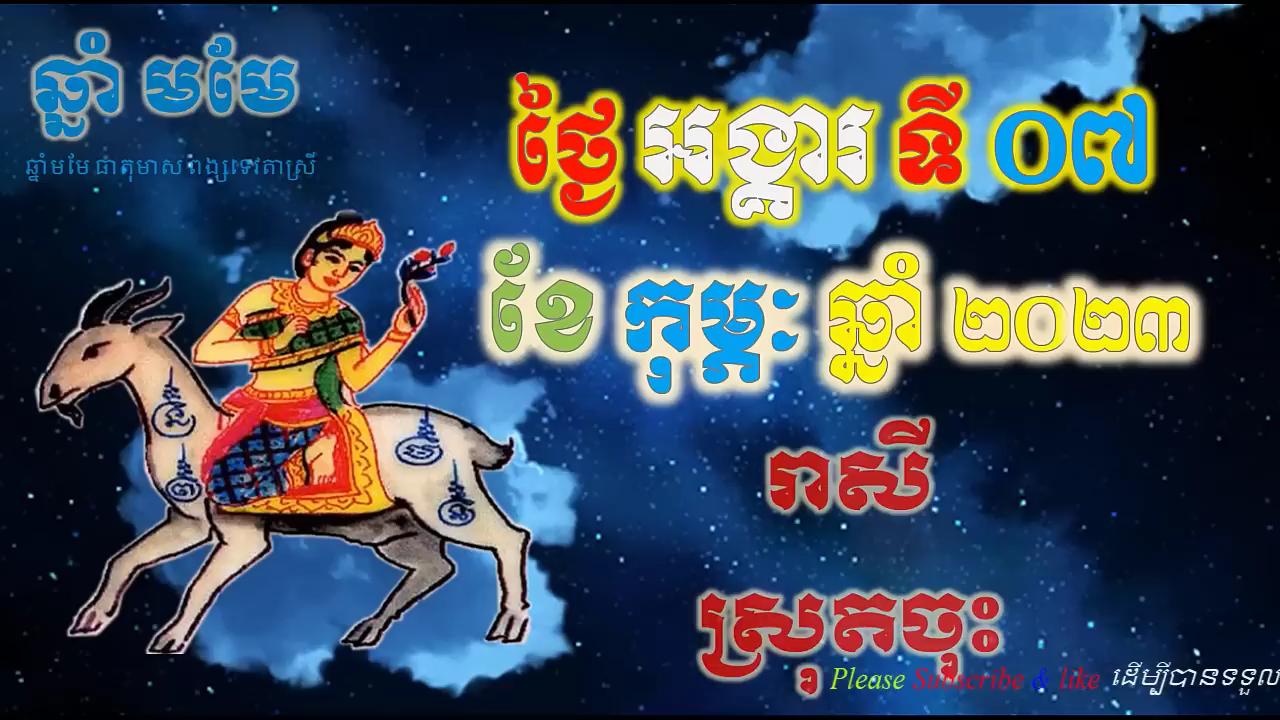 ឆ្នាំ មមែ
ឆ្នាំមមែ ធាតុមាស ពង្សទេវតាស្រី
ថ្ងៃ អង្គារ ទី ០៧
ខែ កុម្ភៈ ឆ្នាំ ២០២៣
រាសី
ស្រុតចុះ
Please Subscribe & like ដើម្បីបានទទួល